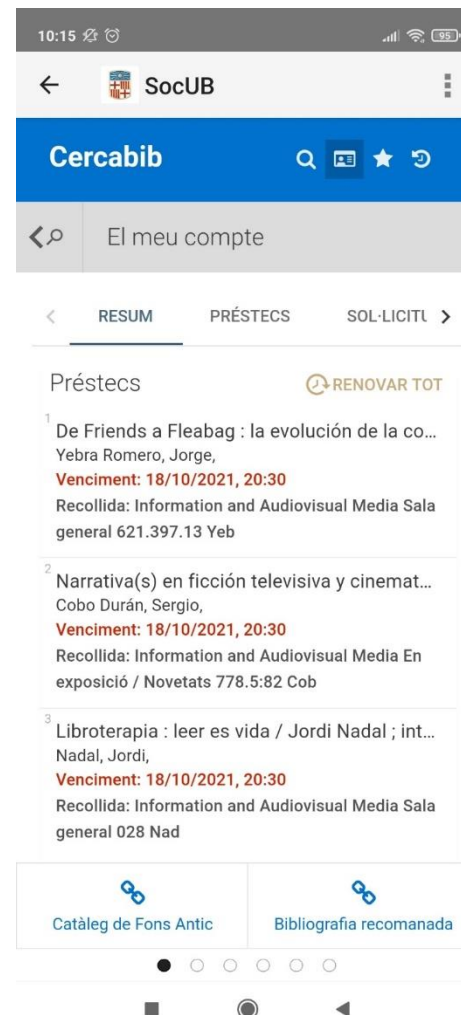 10:15
95
SocUB
Cercabib
El meu compte
RESUM PRÉSTECS SOL·LICITU
Préstecs RENOVAR TOT
1
De Friends a Fleabag : la evolución de la co...
Yebra Romero, Jorge,
Venciment: 18/10/2021, 20:30
Recollida: Information and Audiovisual Media Sala
general 621.397.13 Yeb
2
Narrativa(s) en ficción televisiva y cinemat...
Cobo Durán, Sergio,
Venciment: 18/10/2021, 20:30
Recollida: Information and Audiovisual Media En
exposició / Novetats 778.5:82 Cob
3
Libroterapia : leer es vida / Jordi Nadal ; int...
Nadal, Jordi,
Venciment: 18/10/2021, 20:30
Recollida: Information and Audiovisual Media Sala
general 028 Nad
Catàleg de Fons Antic
Bibliografia recomanada